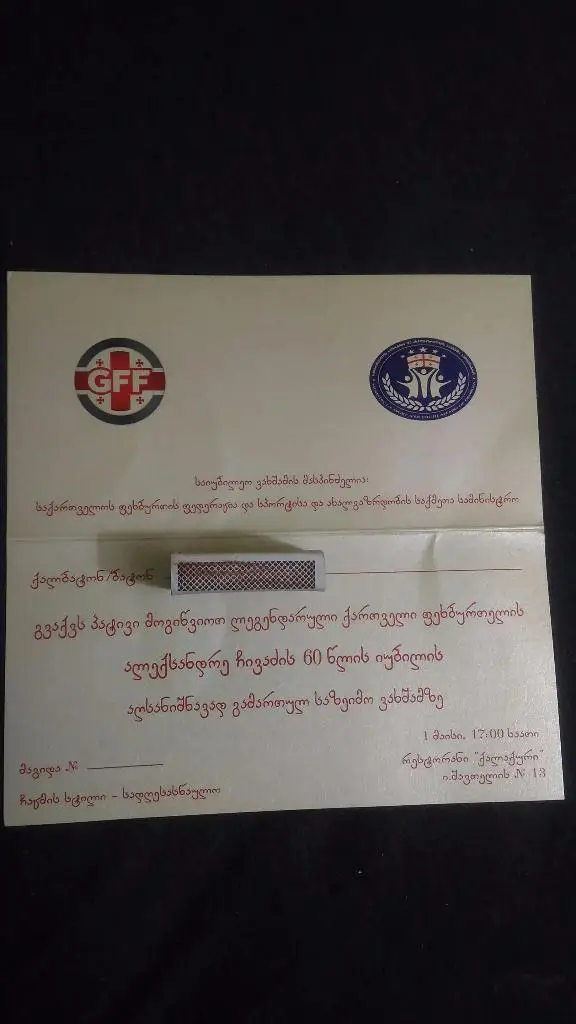 GFF
საიუბილეო ვახშამის მასპინძელია:
საქართველოს ფეხბურთის ფედერაცია და სპორტისა და ახალგაზრდობის საქმეთა სამინისტრო
ქალბატონ/ბატონ
გვაქვს პატივი მოგიწვიოთ ლეგენდარული ქართველი ფეხბურთელის
ალექსანდრე ჩივაძის 60 წლის იუბილის
აღსანიშნავად გამართულ საზეიმო ვახშამზე
1 მაისი, 17:00 საათი
რესტორანი "ქალაქური"
ი.შავთელის № 13
მაგიდა №
ჩაცმის სტილი - სადღესასწაულო